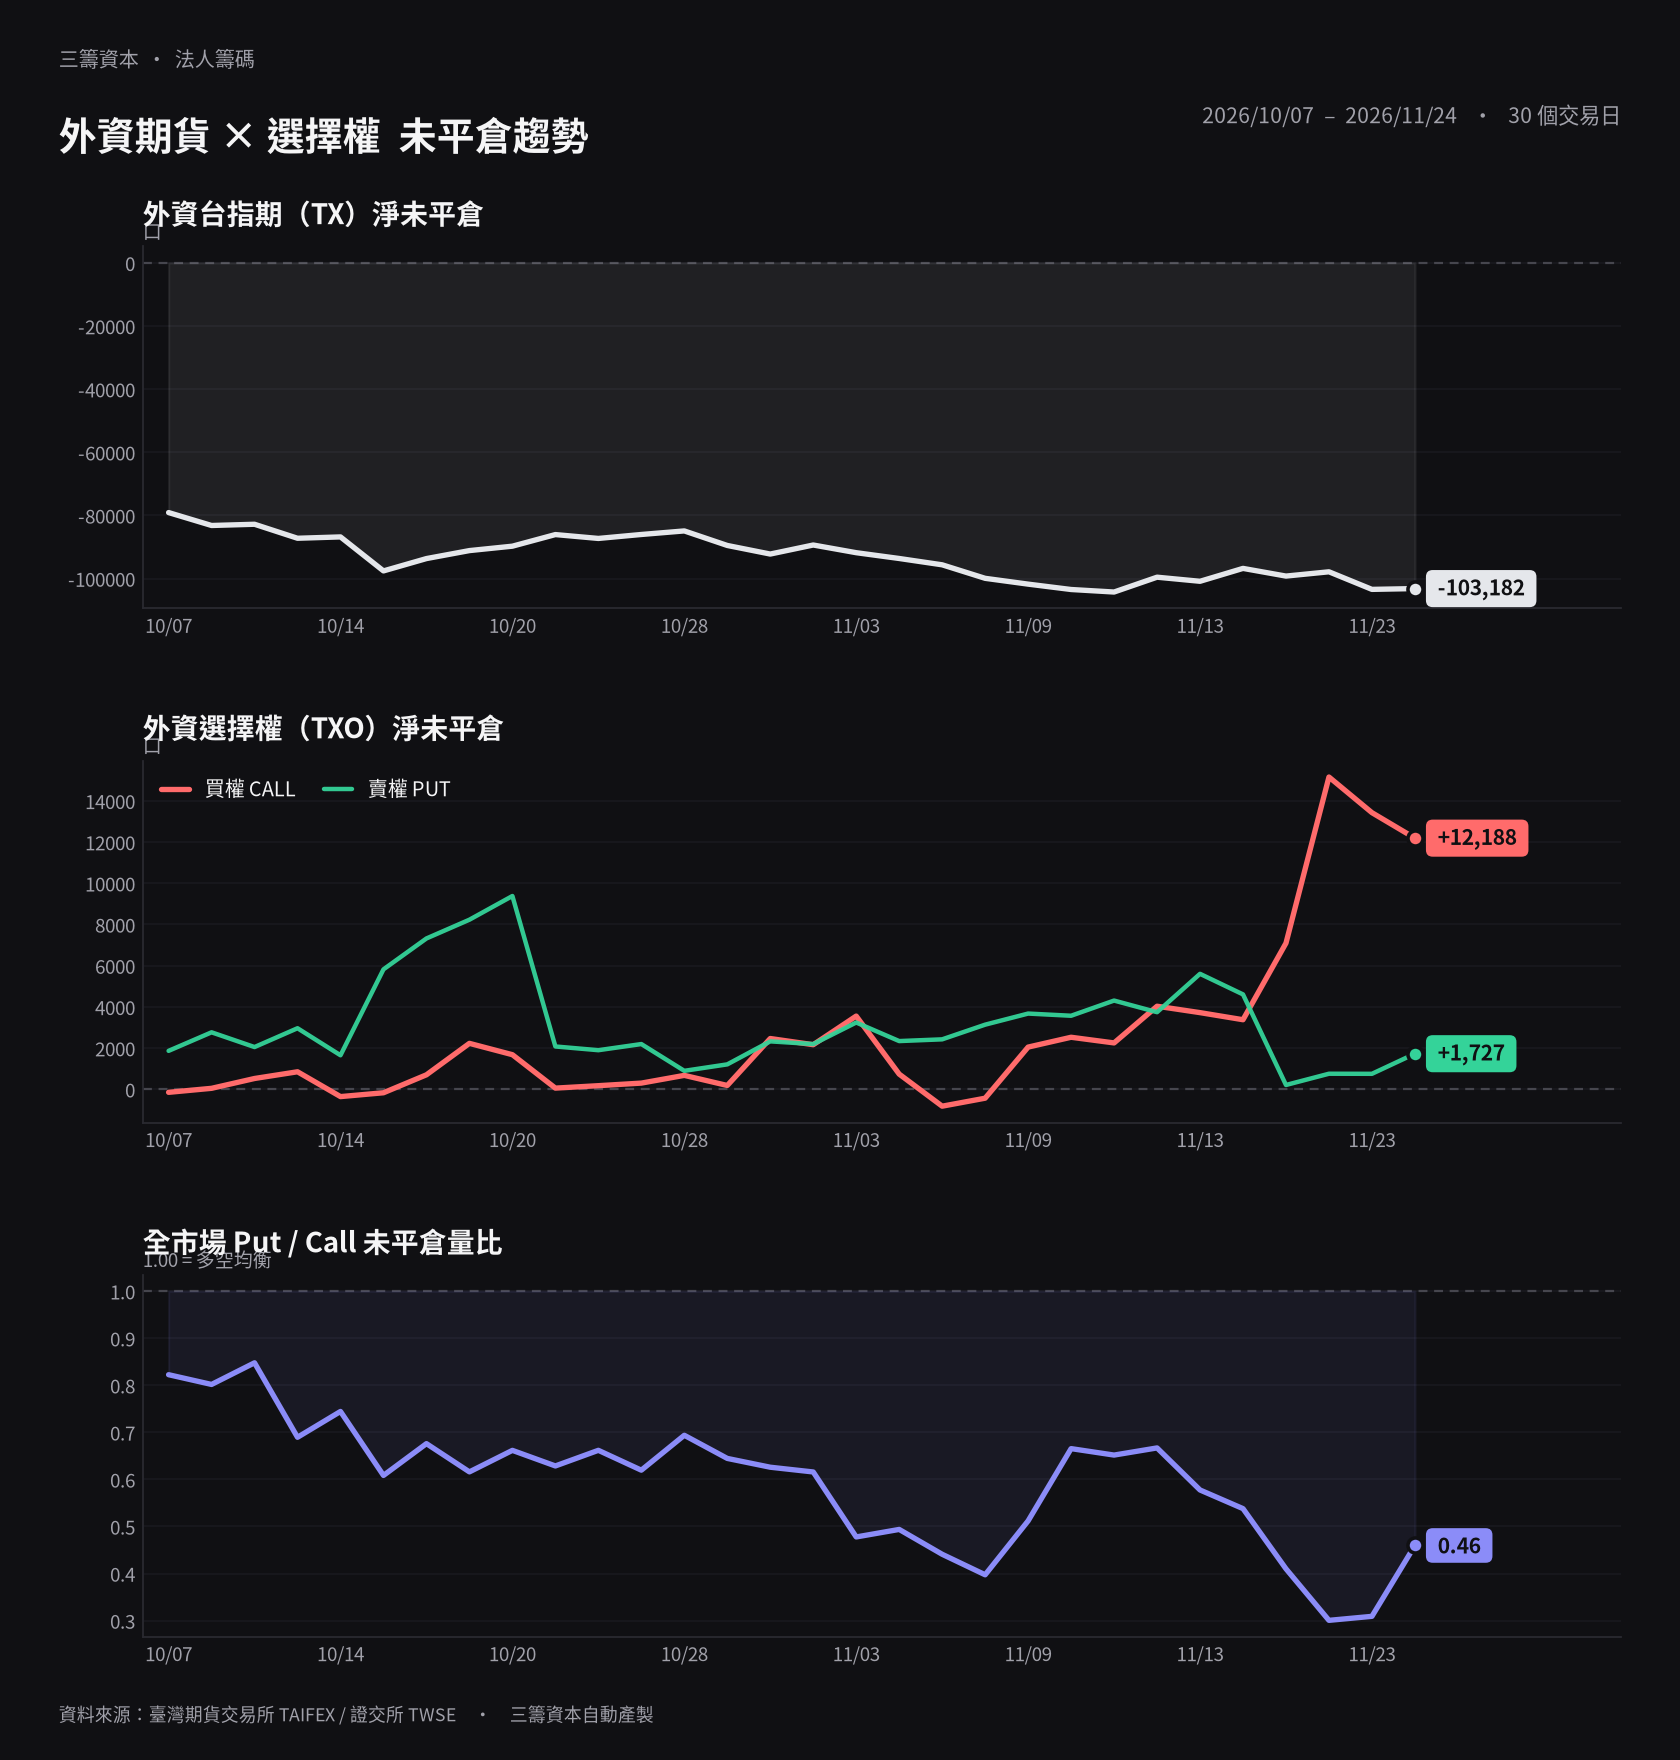 三籌資本 • 法人籌碼
外資期貨 × 選擇權 未平倉趨勢
2026/10/07 – 2026/11/24 • 30 個交易日
外資台指期（TX）淨未平倉
口
0
-20000
-40000
-60000
-80000
-100000
-103,182
10/07 10/14 10/20 10/28 11/03 11/09 11/13 11/23
外資選擇權（TXO）淨未平倉
口
買權 CALL 賣權 PUT
14000
12000
10000
8000
6000
4000
2000
0
+12,188
+1,727
10/07 10/14 10/20 10/28 11/03 11/09 11/13 11/23
全市場 Put / Call 未平倉量比
1.00 = 多空均衡
1.0
0.9
0.8
0.7
0.6
0.5
0.4
0.3
0.46
10/07 10/14 10/20 10/28 11/03 11/09 11/13 11/23
資料來源：臺灣期貨交易所 TAIFEX / 證交所 TWSE • 三籌資本自動產製